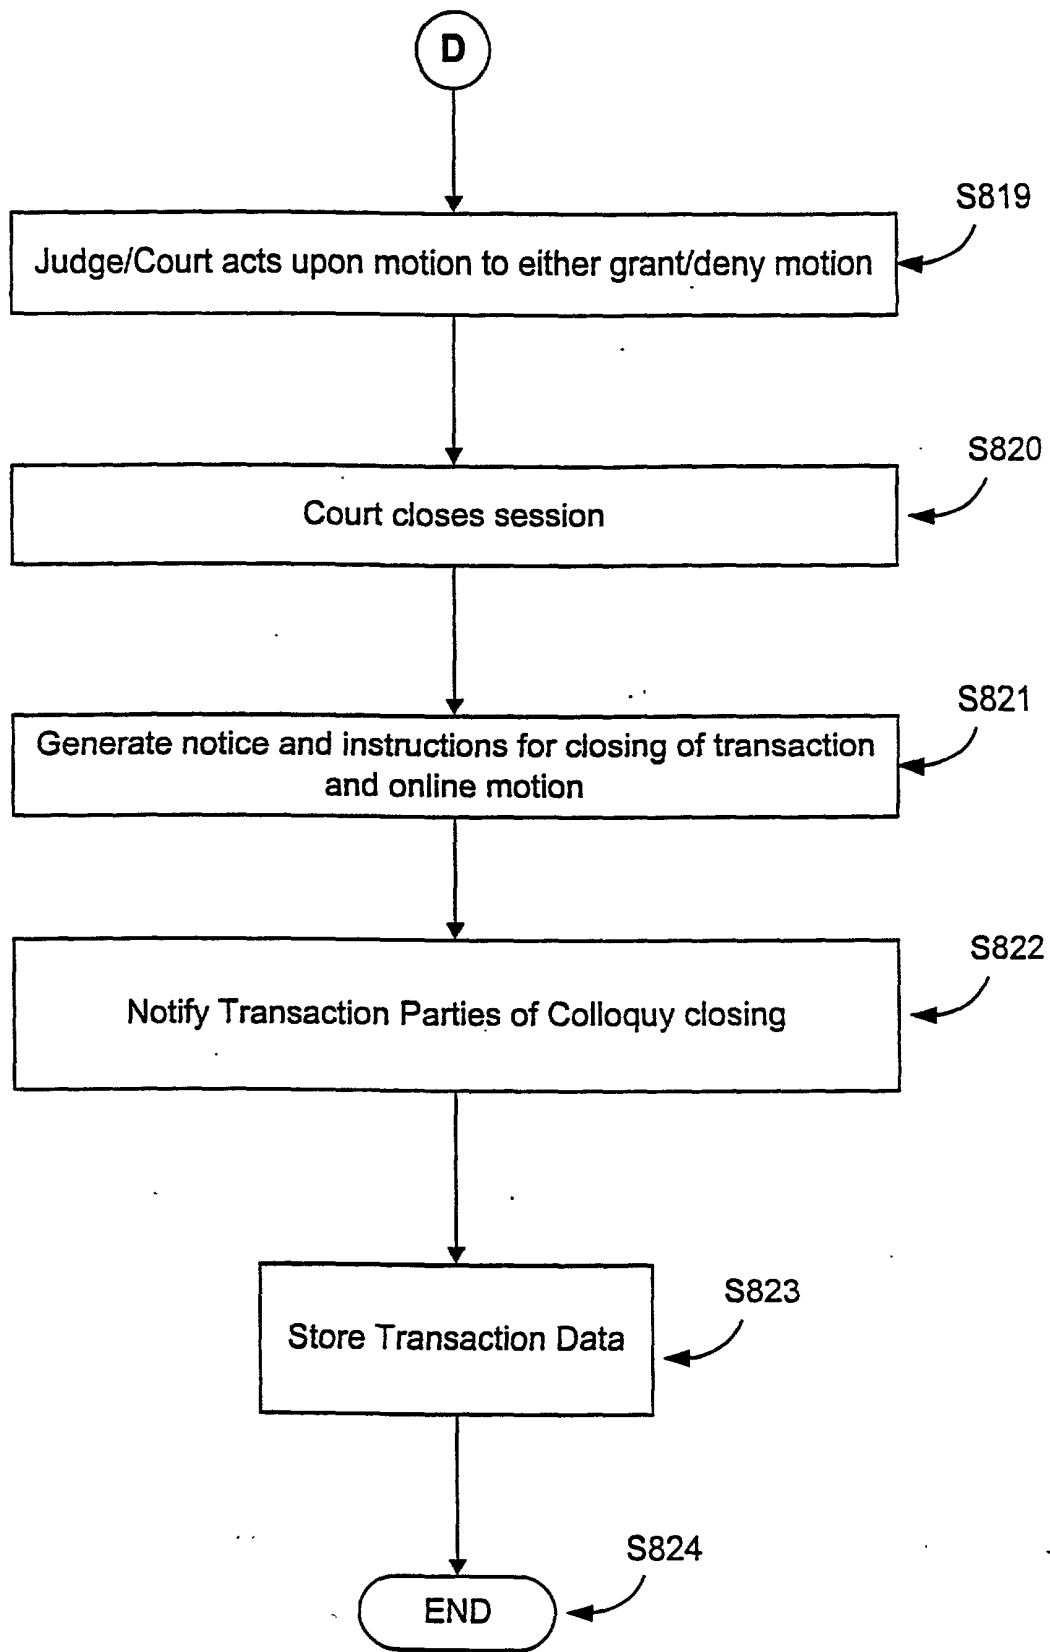 D
S819
Judge/Court acts upon motion to either grant/deny motion
S820
Court closes session
S821
Generate notice and instructions for closing of transaction
and online motion
S822
Notify Transaction Parties of Colloquy closing
S823
Store Transaction Data
S824
END